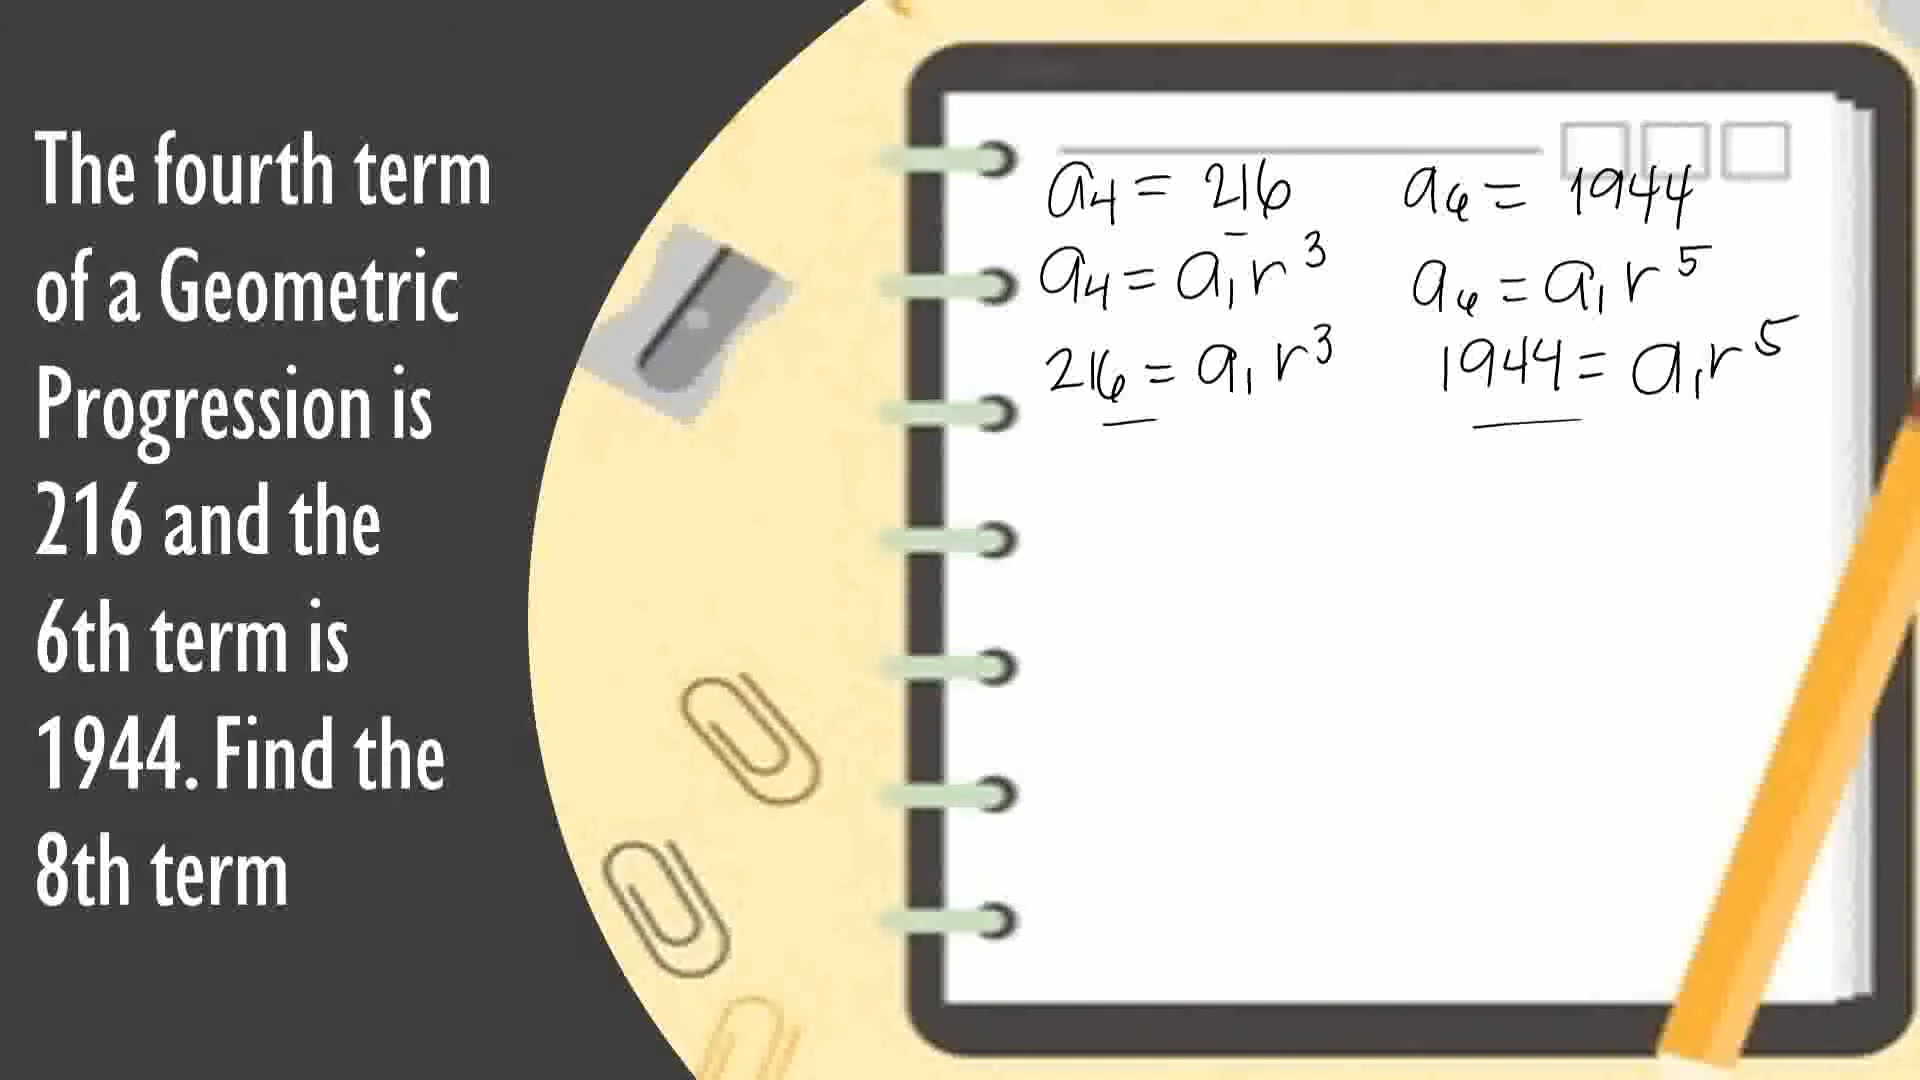 The fourth term
of a Geometric
Progression is
216 and the
6th term is
1944. Find the
8th term
a₄ = 216 a₆ = 1944
a₄ = a₁r³ a₆ = a₁r⁵
216 = a₁r³ 1944 = a₁r⁵